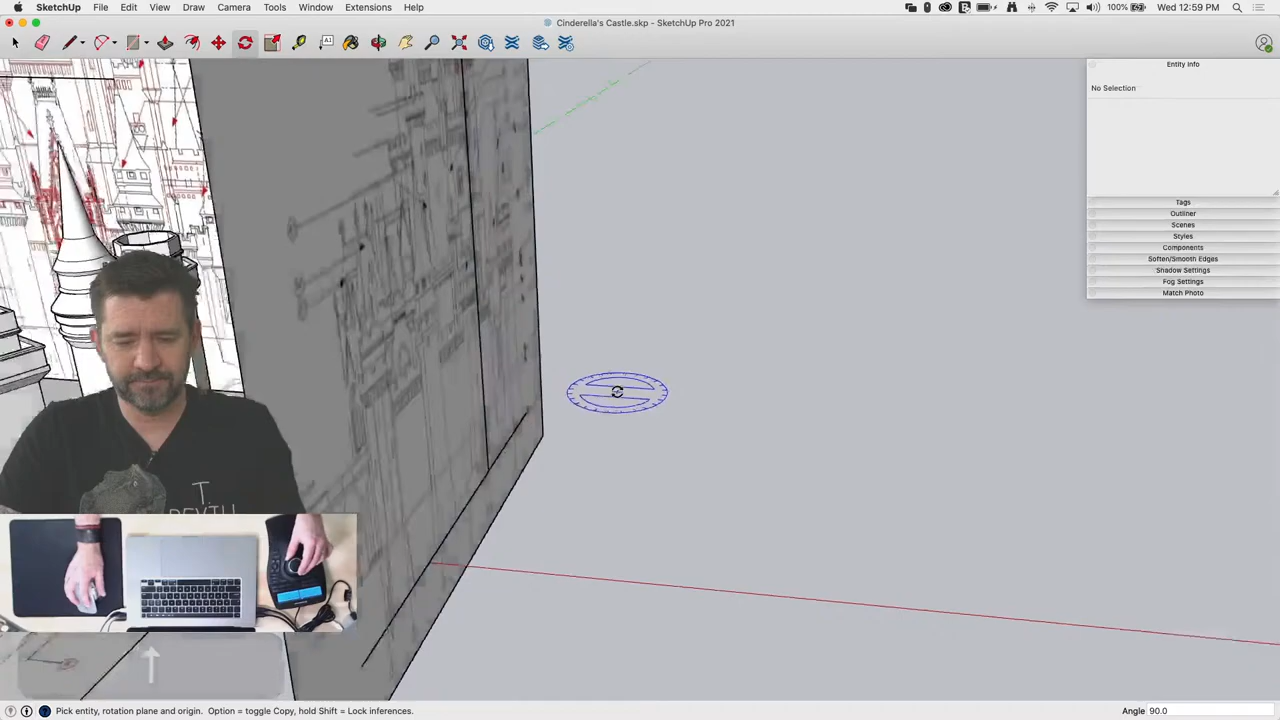 SketchUp File Edit View Draw Camera Tools Window Extensions Help
100% Wed 12:59 PM
Cinderella's Castle.skp - SketchUp Pro 2021
Entity Info
No Selection
Tags
Outliner
Scenes
Styles
Components
Soften/Smooth Edges
Shadow Settings
Fog Settings
Match Photo
T.
Pick entity, rotation plane and origin. Option = toggle Copy, hold Shift = Lock inferences.
Angle 90.0